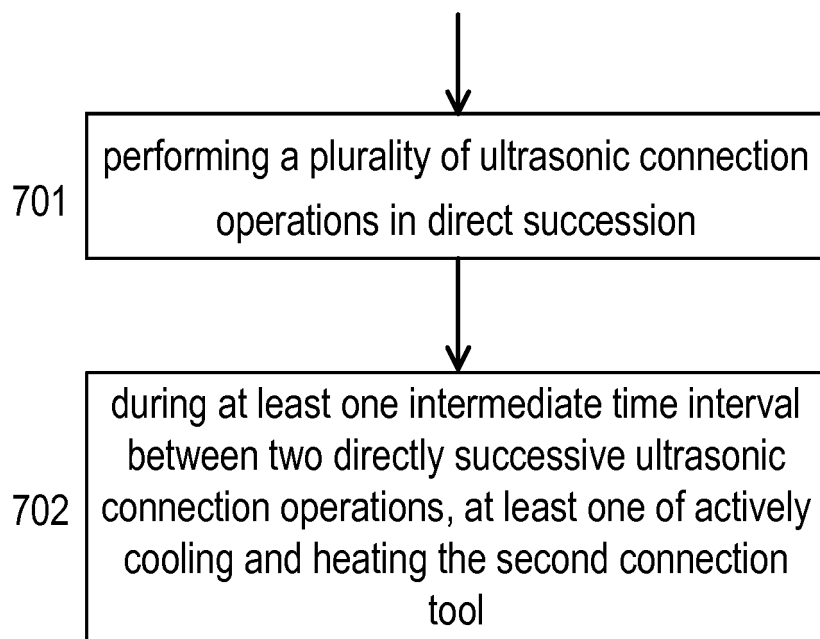 performing a plurality of ultrasonic connection
701
operations in direct succession
during at least one intermediate time interval
between two directly successive ultrasonic
702
connection operations, at least one of actively
cooling and heating the second connection
tool